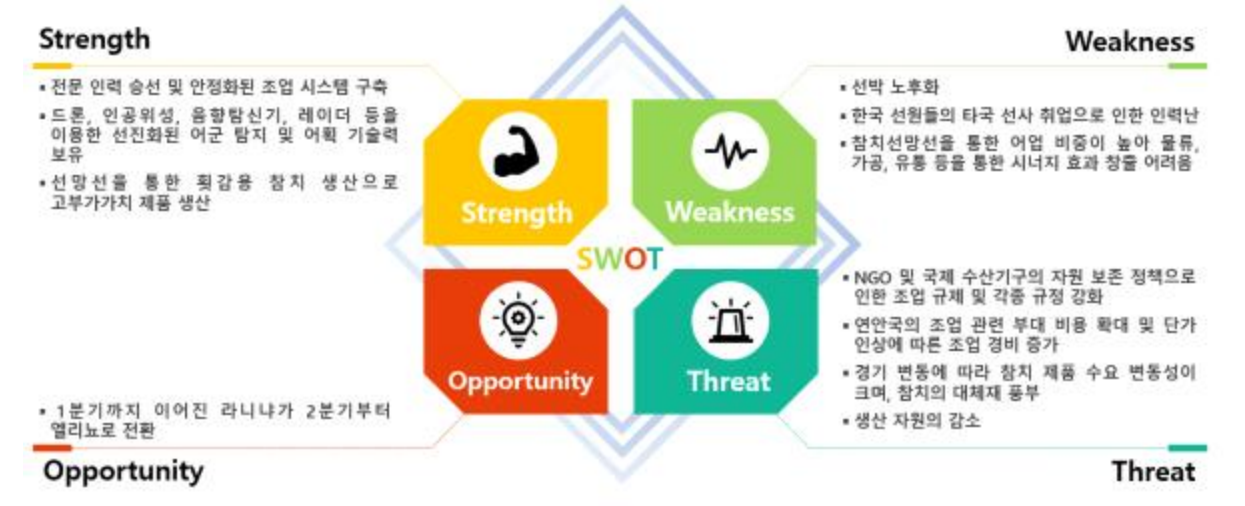 Strength
▪ 전문 인력 승선 및 안정화된 조업 시스템 구축
▪ 드론, 인공위성, 음향탐신기, 레이더 등을
이용한 선진화된 어군 탐지 및 어획 기술력
보유
▪ 선망선을 통한 횟감용 참치 생산으로
고부가가치 제품 생산
Weakness
▪ 선박 노후화
▪ 한국 선원들의 타국 선사 취업으로 인한 인력난
▪ 참치선망선을 통한 어업 비중이 높아 물류,
가공, 유통 등을 통한 시너지 효과 창출 어려움
Strength
Weakness
SWOT
Opportunity
Threat
▪ 1분기까지 이어진 라니냐가 2분기부터
엘리뇨로 전환
Opportunity
▪ NGO 및 국제 수산기구의 자원 보존 정책으로
인한 조업 규제 및 각종 규정 강화
▪ 연안국의 조업 관련 부대 비용 확대 및 단가
인상에 따른 조업 경비 증가
▪ 경기 변동에 따라 참치 제품 수요 변동성이
크며, 참치의 대체재 풍부
▪ 생산 자원의 감소
Threat